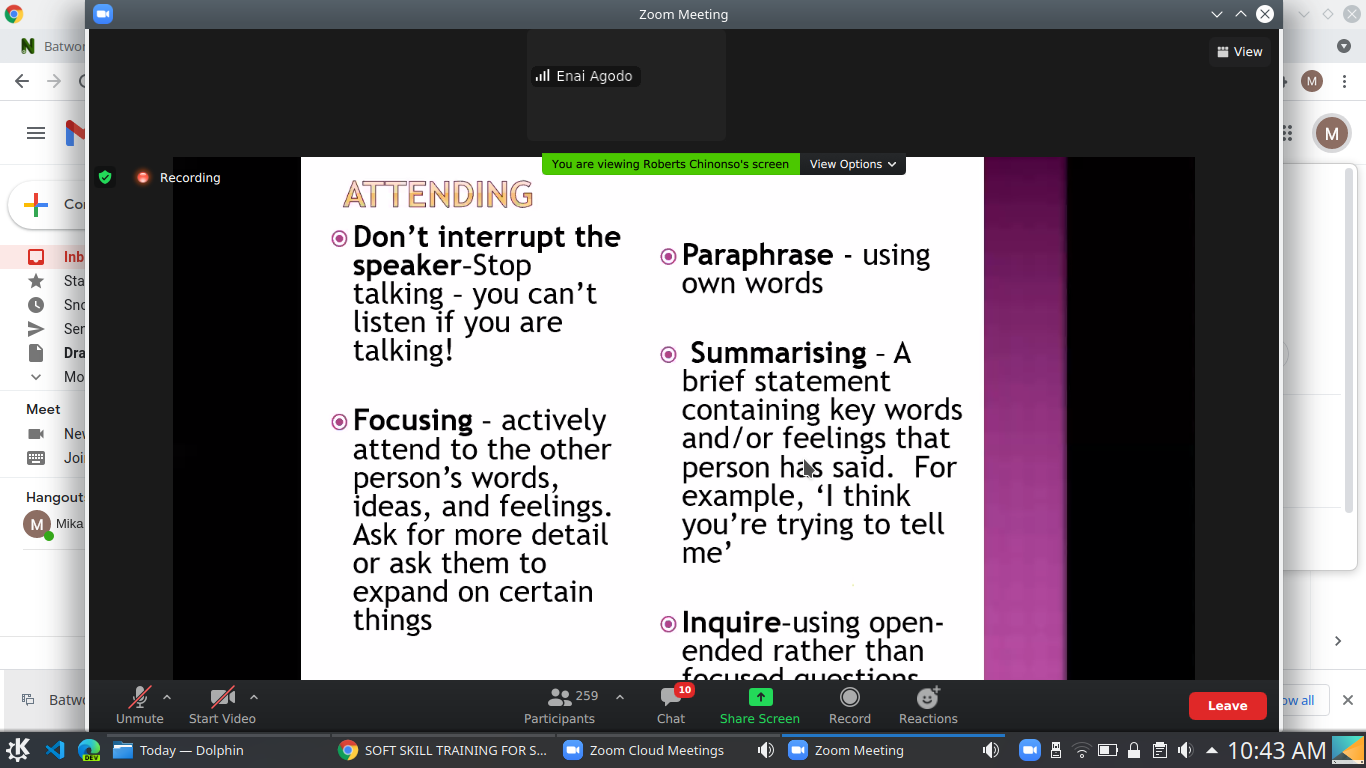 Zoom Meeting
Batwo
Enai Agodo
View
M
M
You are viewing Roberts Chinonso's screen
View Options
Recording
ATTENDING
Don't interrupt the
speaker–Stop
talking – you can't
listen if you are
talking!
Focusing – actively
attend to the other
person's words,
ideas, and feelings.
Ask for more detail
or ask them to
expand on certain
things
Paraphrase - using
own words
Summarising – A
brief statement
containing key words
and/or feelings that
person has said. For
example, 'I think
you're trying to tell
me'
Inquire–using open-
ended rather than
focused questions
Co
Inb
Sta
Sno
Ser
Dra
Mo
Meet
Nev
Joi
Hangout
M
Mika
Batwo
ow all
Unmute
Start Video
259
Participants
10
Chat
Share Screen
Record
Reactions
Leave
DEV
Today — Dolphin
SOFT SKILL TRAINING FOR S...
Zoom Cloud Meetings
Zoom Meeting
10:43 AM